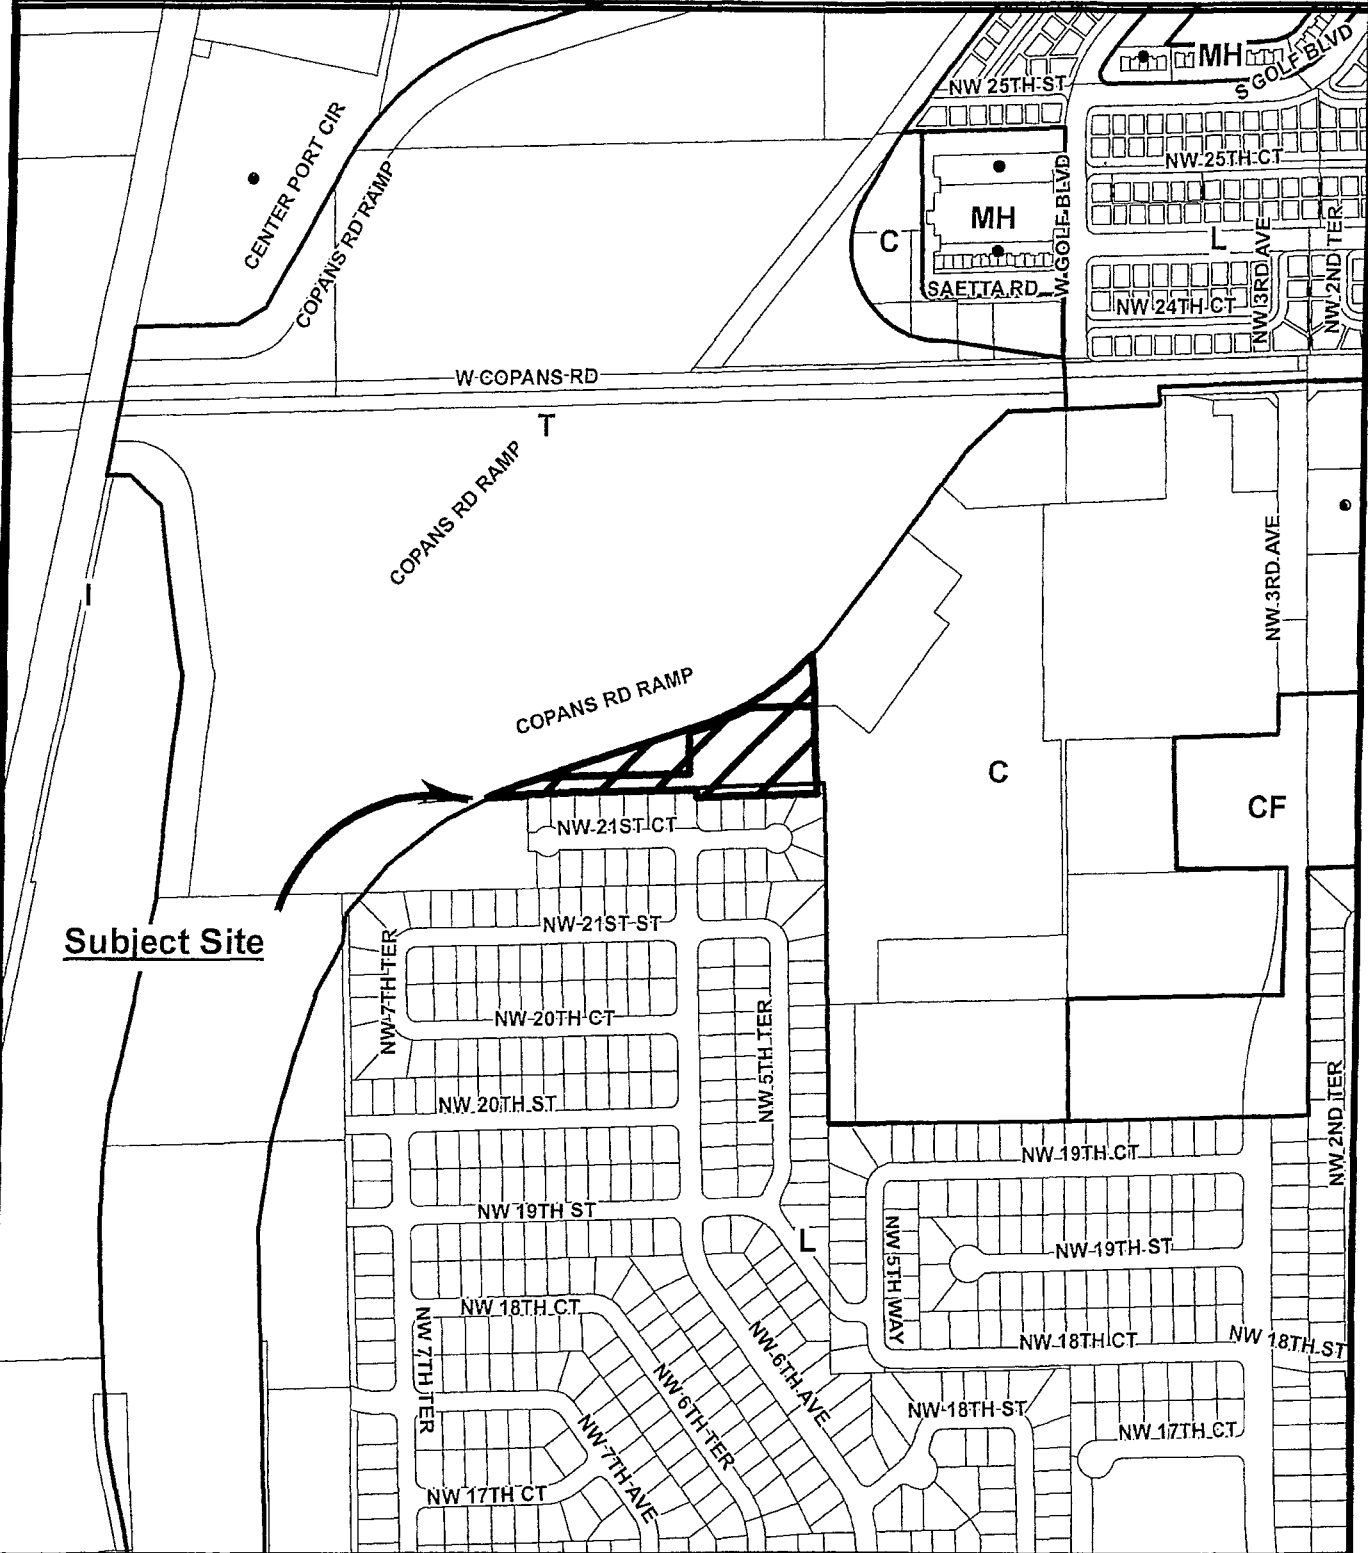 MH
S GOLF BLVD
NW 25TH ST
CENTER PORT CIR
COPANS RD RAMP
NW 25TH CT
W GOLF BLVD
MH
C
L
NW 3RD AVE
NW 2ND TER
SAETTA RD
NW 24TH CT
W COPANS RD
T
COPANS RD RAMP
NW 3RD AVE
I
COPANS RD RAMP
C
CF
NW 21ST CT
NW 21ST ST
Subject Site
NW 7TH TER
NW 20TH CT
NW 5TH TER
NW 20TH ST
NW 2ND TER
NW 19TH CT
NW 19TH ST
L
NW 5TH WAY
NW 19TH ST
NW 18TH CT
NW 7TH TER
NW 6TH AVE
NW 18TH CT
NW 18TH ST
NW 6TH TER
NW 18TH ST
NW 7TH AVE
NW 17TH CT
NW 17TH CT